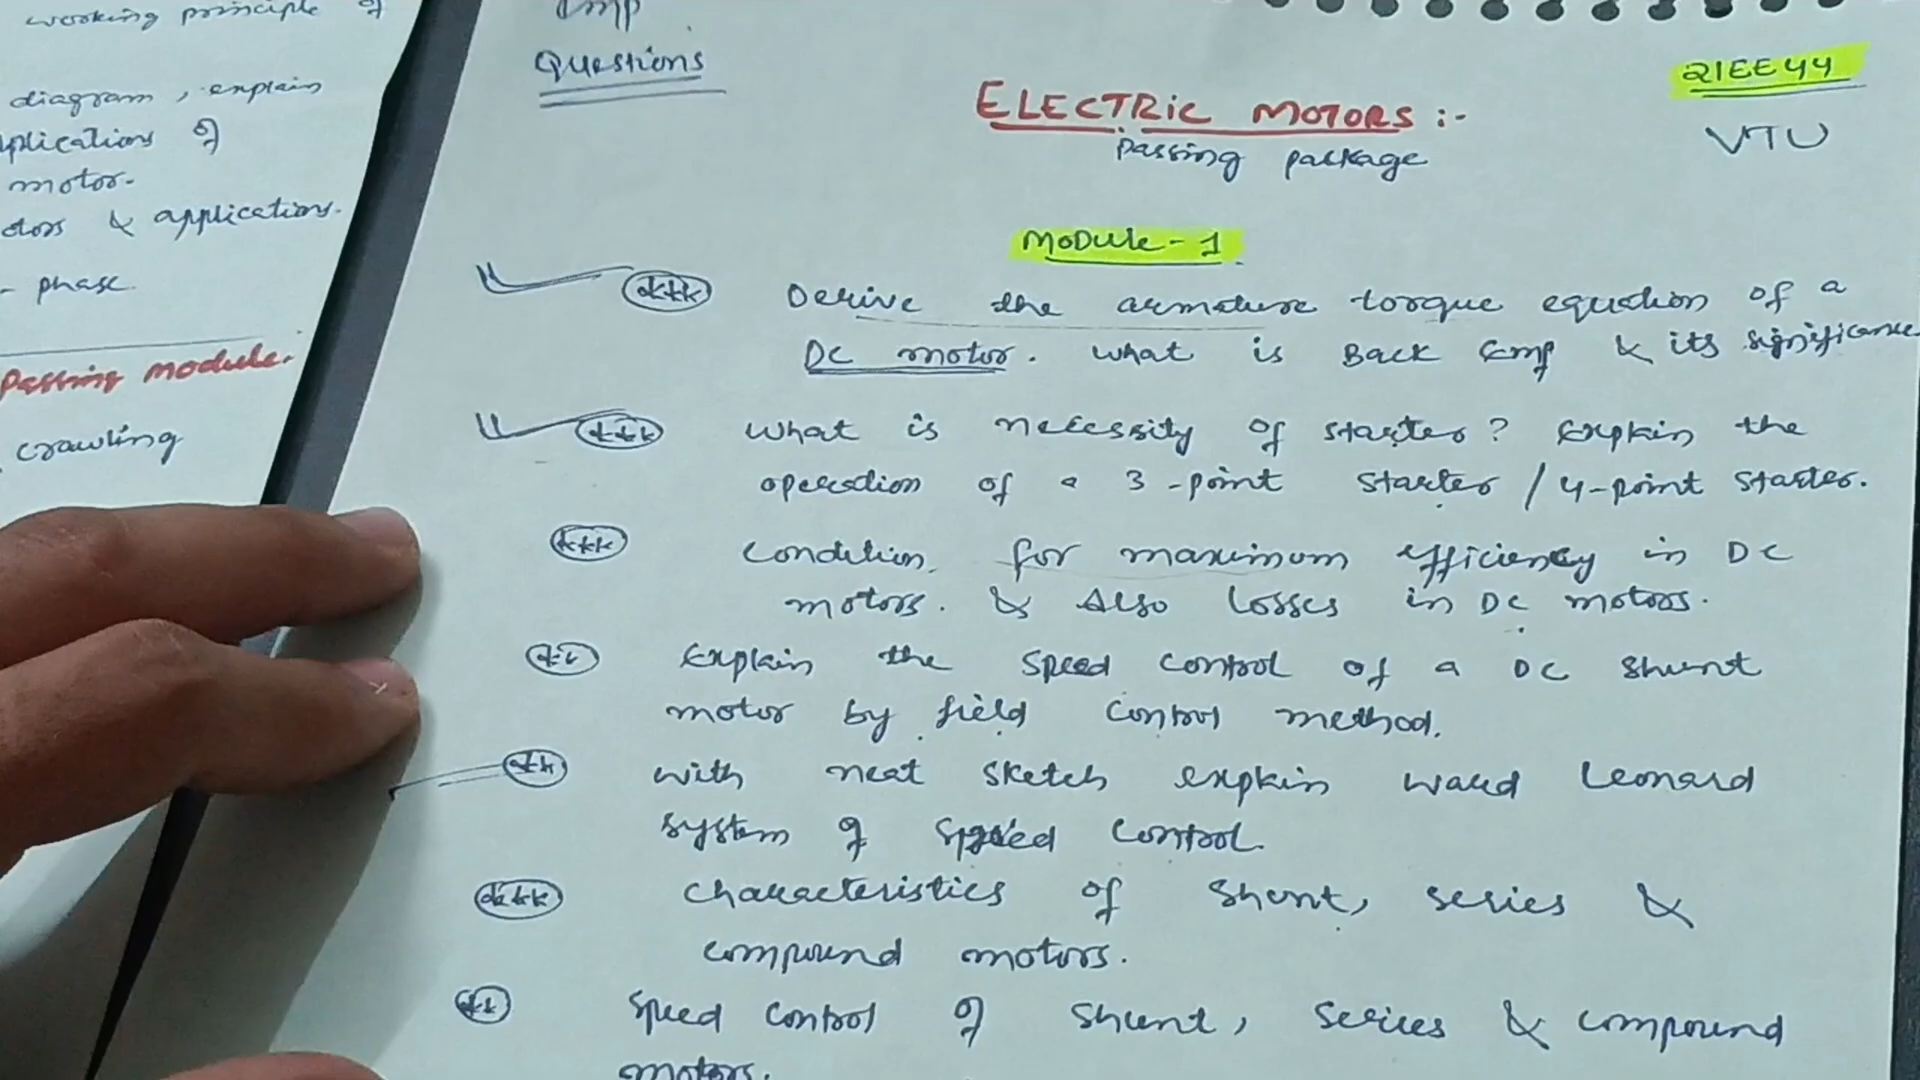 working principle of
diagram, explain
plications of
motor.
otors & applications.
- phase.
Passing module.
crawling
Imp
Questions
21EE44
VTU
ELECTRIC MOTORS :-
Passing package
Module - 1
*** Derive the armature torque equation of a
DC motor. What is Back Emf & its significance
*** What is necessity of starter? Explain the
operation of a 3-point starter / 4-point starter.
*** Condition for maximum efficiency in DC
motors. & Also losses in DC motors.
** Explain the speed control of a DC shunt
motor by field control method.
** with neat sketch explain ward Leonard
system of speed control.
*** characteristics of shunt, series &
compound motors.
** speed control of shunt, series & compound
motors.